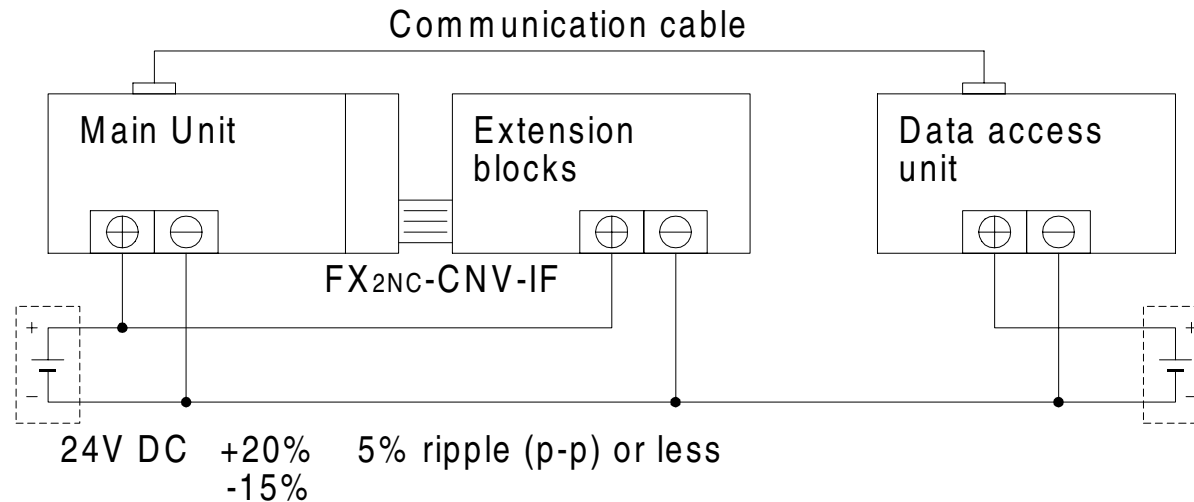 Communication cable
Main Unit
Extension
blocks
Data access
unit
FX2NC-CNV-IF
+
+
–
–
24V DC +20% 5% ripple (p-p) or less
-15%